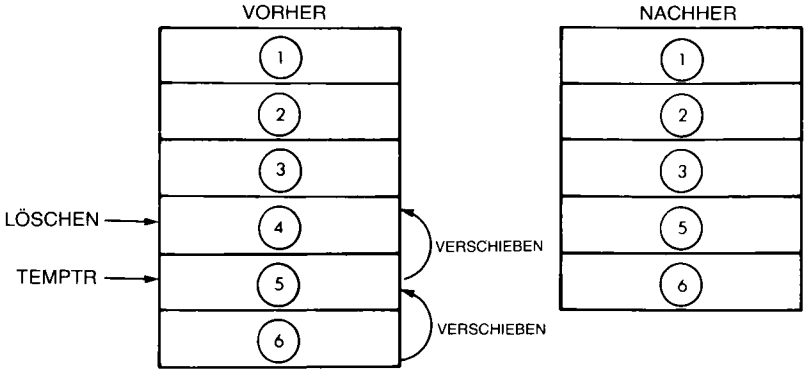 VORHER NACHHER
1 1
2 2
3 3
LÖSCHEN 4 5
VERSCHIEBEN
TEMPTR 5 6
VERSCHIEBEN
6